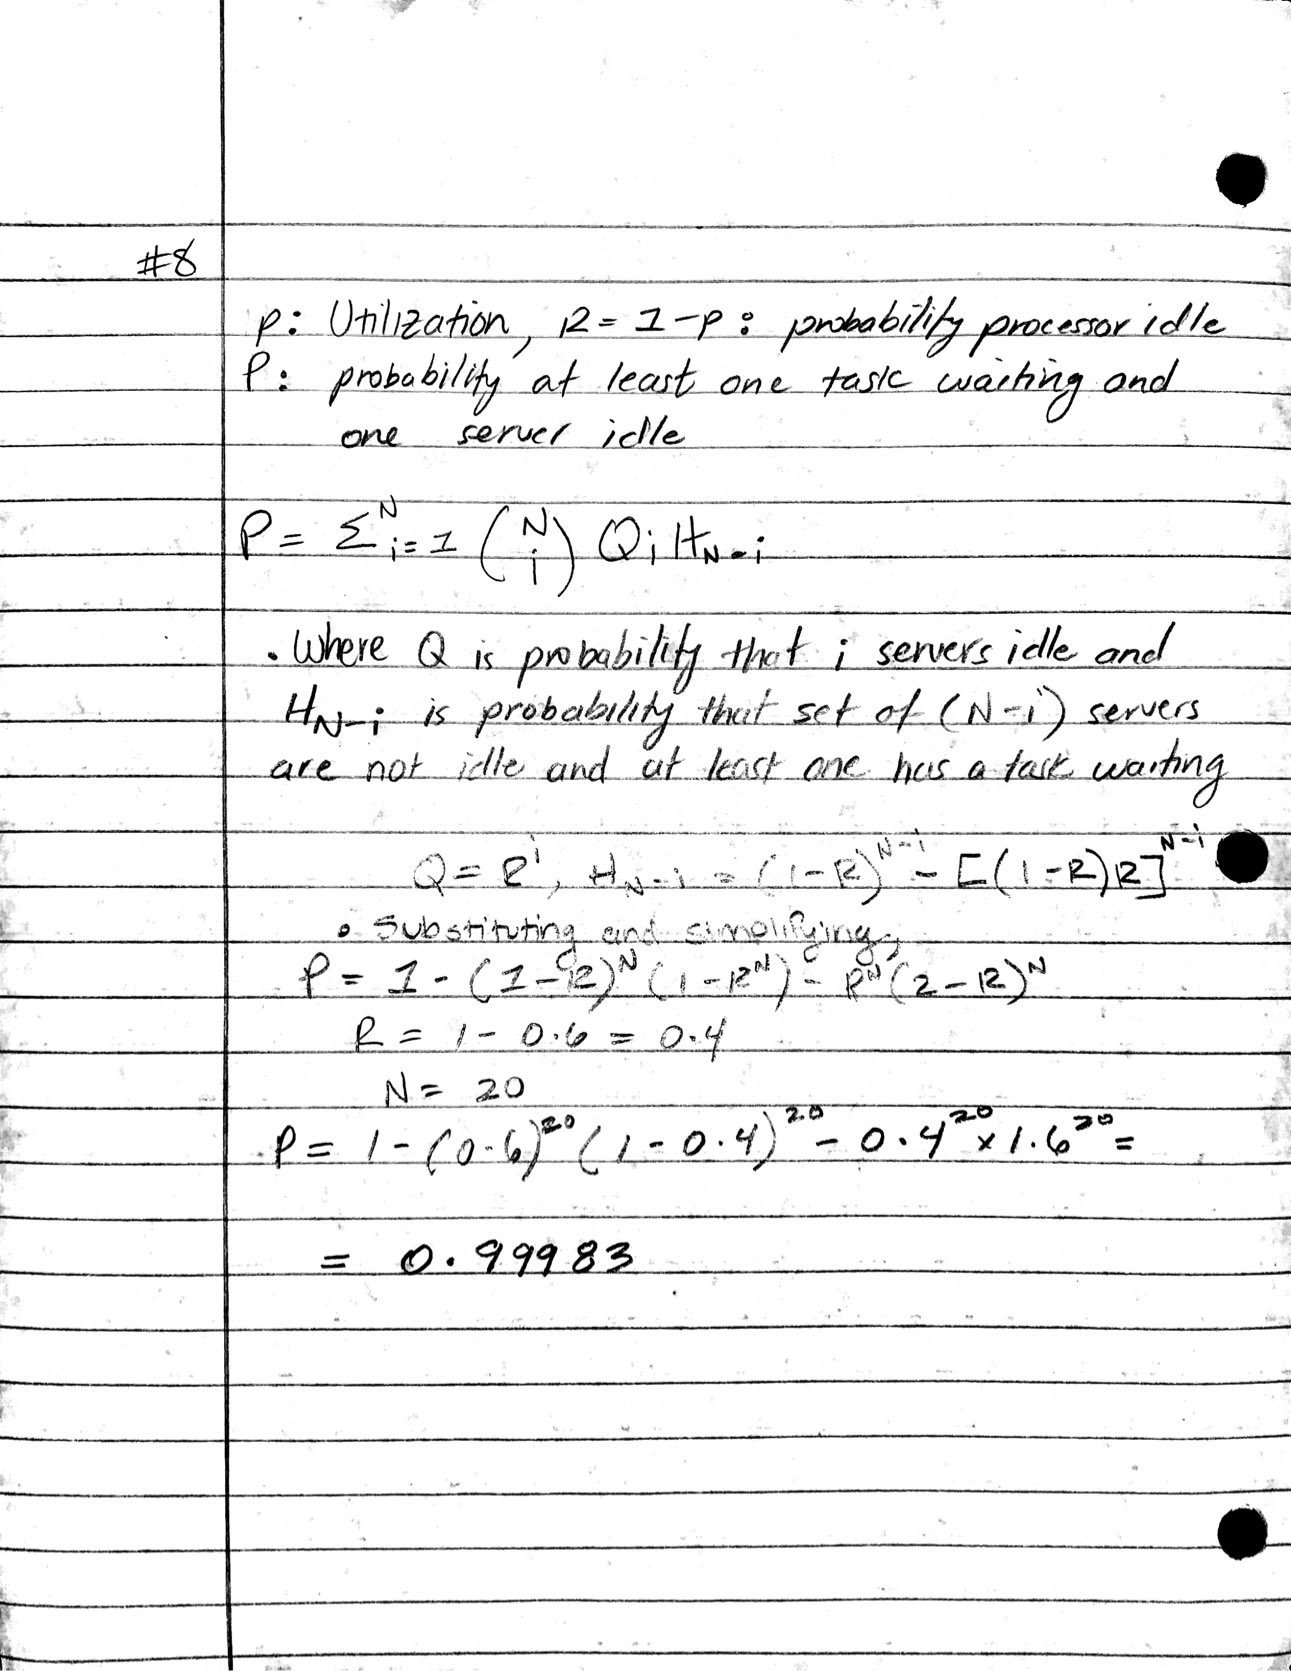 #8
p: Utilization, R = 1-p : probability processor idle
P: probability at least one task waiting and
one server idle
P = Σ^N i=1 (N i) Qi H_N-i
. Where Q is probability that i servers idle and
H_N-i is probability that set of (N-i) servers
are not idle and at least one has a task waiting
Q = R^i, H_N-i = (1-R)^N-i - [(1-R)R]^N-i
• Substituting and simplifying,
P = 1 - (1-R)^N (1-R^N) - R^N (2-R)^N
R = 1 - 0.6 = 0.4
N = 20
P = 1 - (0.6)^20 (1-0.4)^20 - 0.4^20 x 1.6^20 =
= 0.99983